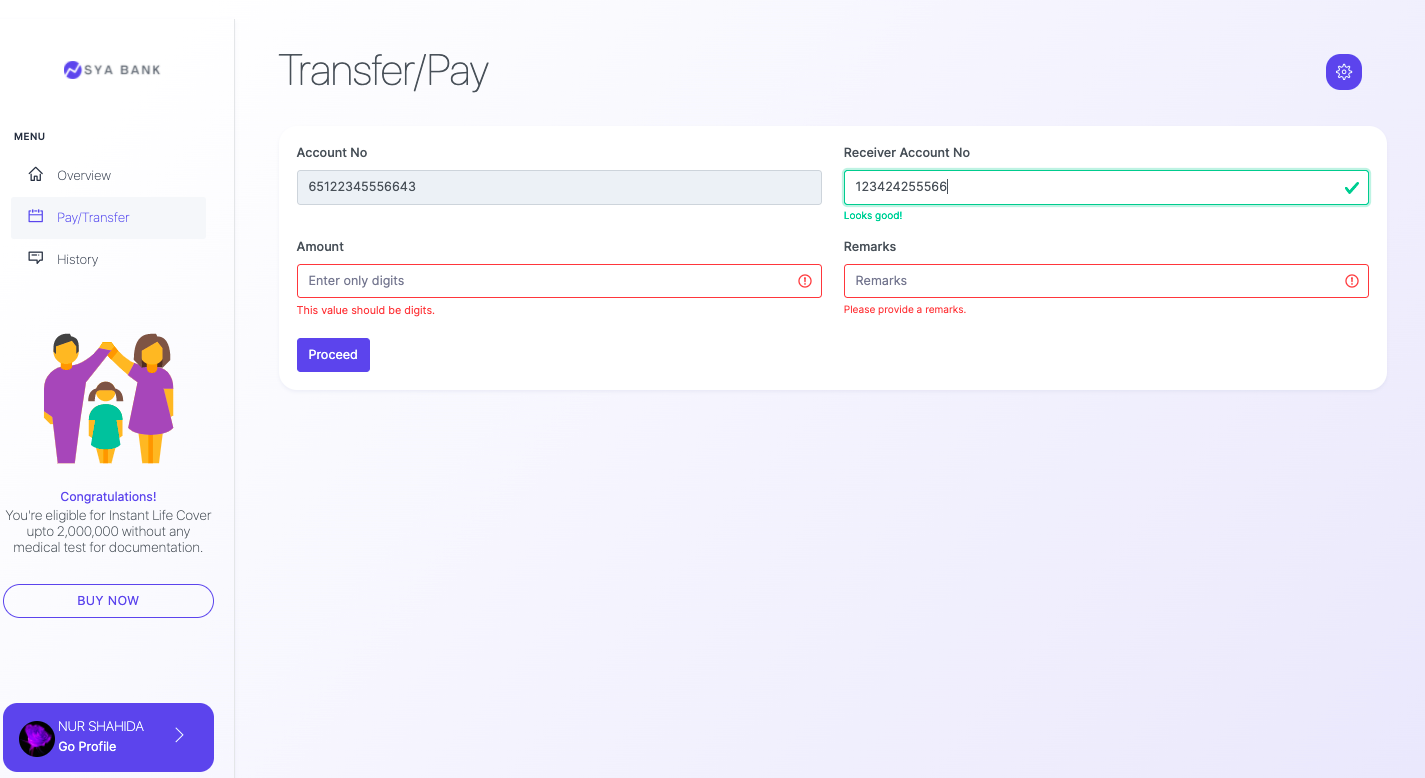 SYA BANK
MENU
Overview
Pay/Transfer
History
Congratulations!
You're eligible for Instant Life Cover
upto 2,000,000 without any
medical test for documentation.
BUY NOW
NUR SHAHIDA
Go Profile
Transfer/Pay
Account No
65122345556643
Receiver Account No
123424255566
Looks good!
Amount
Enter only digits
This value should be digits.
Remarks
Remarks
Please provide a remarks.
Proceed